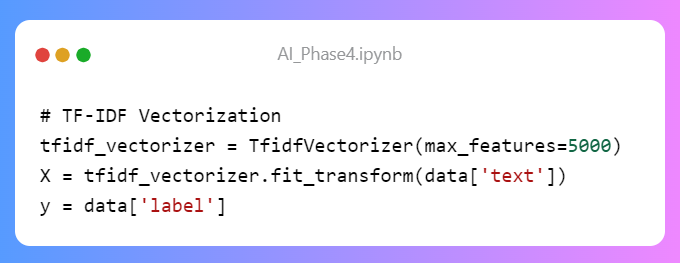 AI_Phase4.ipynb
# TF-IDF Vectorization
tfidf_vectorizer = TfidfVectorizer(max_features=5000)
X = tfidf_vectorizer.fit_transform(data['text'])
y = data['label']